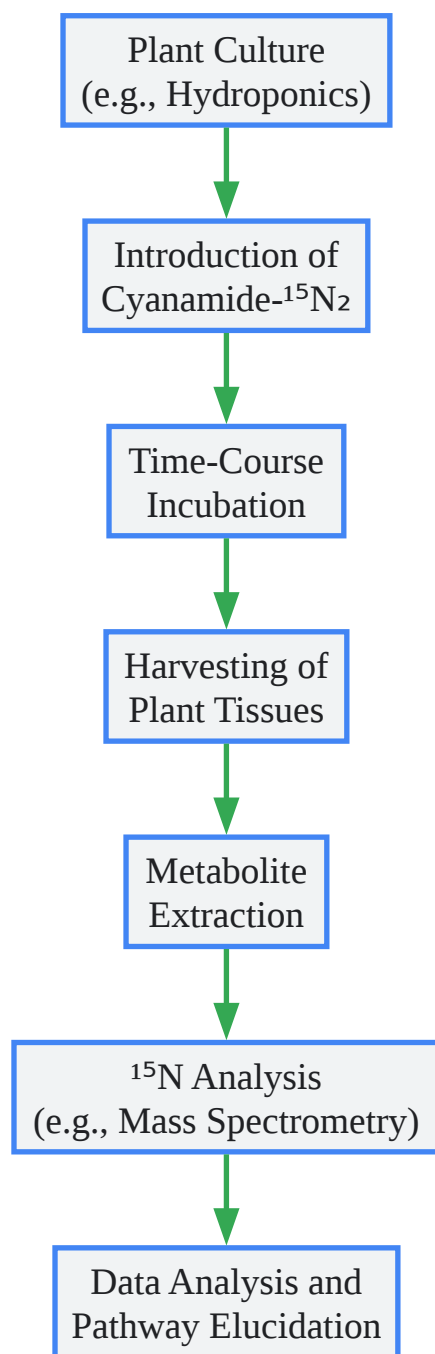 Plant Culture
(e.g., Hydroponics)
Introduction of
Cyanamide-¹⁵N₂
Time-Course
Incubation
Harvesting of
Plant Tissues
Metabolite
Extraction
¹⁵N Analysis
(e.g., Mass Spectrometry)
Data Analysis and
Pathway Elucidation